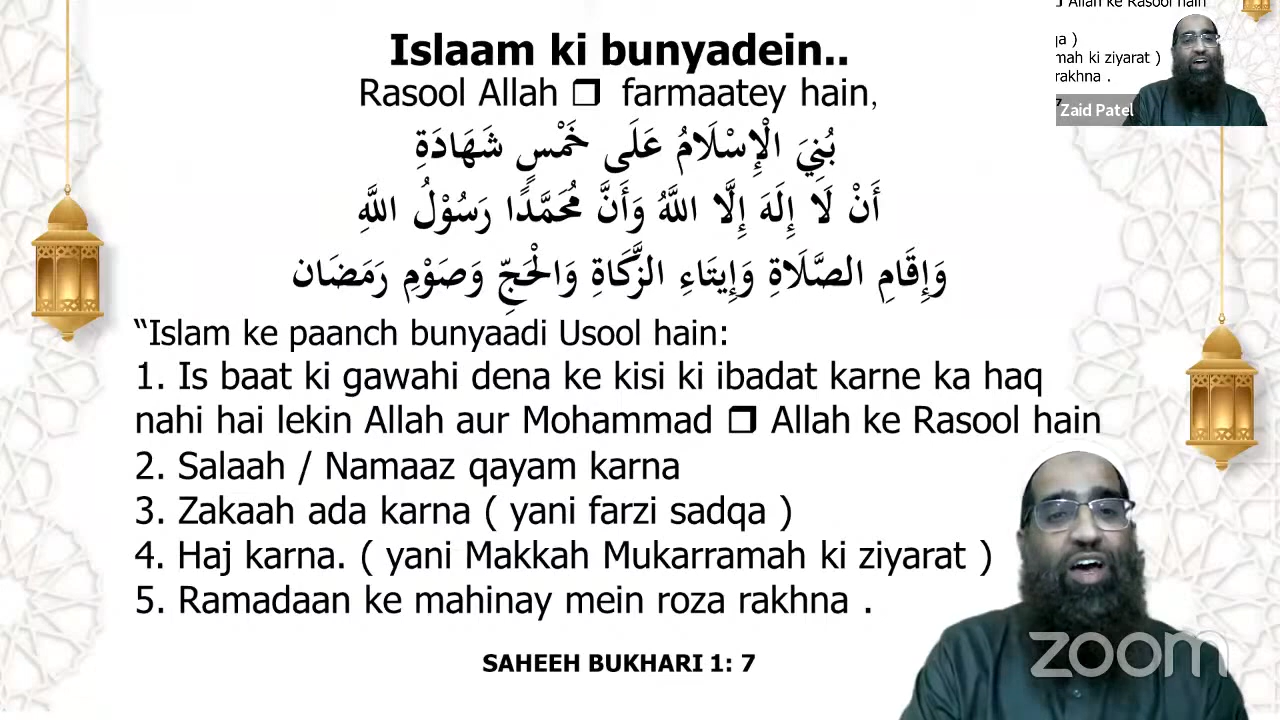 Islaam ki bunyadein..
Rasool Allah ❒ farmaatey hain,
بُنِيَ الْإِسْلَامُ عَلَى خَمْسٍ شَهَادَةِ
أَنْ لَا إِلَهَ إِلَّا اللَّهُ وَأَنَّ مُحَمَّدًا رَسُوْلُ اللَّهِ
وَإِقَامِ الصَّلَاةِ وَإِيتَاءِ الزَّكَاةِ وَالْحَجِّ وَصَوْمِ رَمَضَان
“Islam ke paanch bunyaadi Usool hain:
1. Is baat ki gawahi dena ke kisi ki ibadat karne ka haq
nahi hai lekin Allah aur Mohammad ❒ Allah ke Rasool hain
2. Salaah / Namaaz qayam karna
3. Zakaah ada karna ( yani farzi sadqa )
4. Haj karna. ( yani Makkah Mukarramah ki ziyarat )
5. Ramadaan ke mahinay mein roza rakhna .
SAHEEH BUKHARI 1: 7
Allah ke Rasool hain
qa )
mah ki ziyarat )
rakhna .
Zaid Patel
zoom